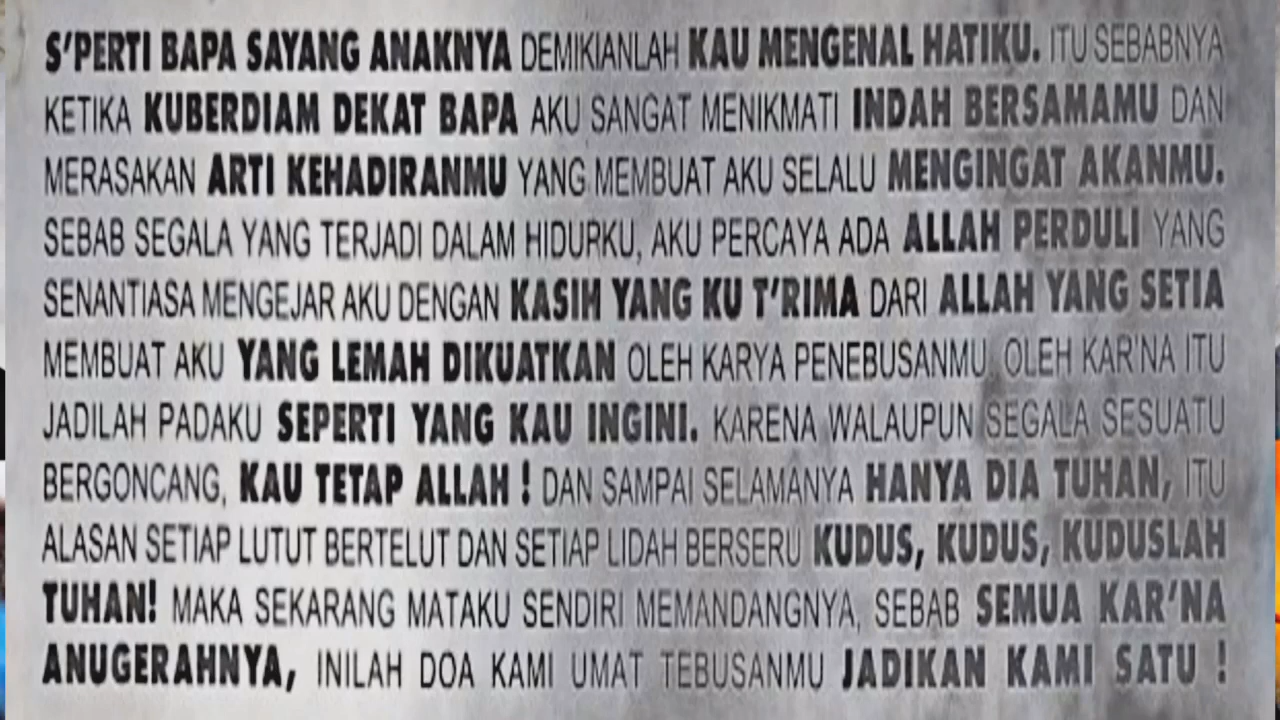 S'PERTI BAPA SAYANG ANAKNYA DEMIKIANLAH KAU MENGENAL HATIKU. ITU SEBABNYA
KETIKA KUBERDIAM DEKAT BAPA AKU SANGAT MENIKMATI INDAH BERSAMAMU DAN
MERASAKAN ARTI KEHADIRANMU YANG MEMBUAT AKU SELALU MENGINGAT AKANMU.
SEBAB SEGALA YANG TERJADI DALAM HIDURKU, AKU PERCAYA ADA ALLAH PERDULI YANG
SENANTIASA MENGEJAR AKU DENGAN KASIH YANG KU T'RIMA DARI ALLAH YANG SETIA
MEMBUAT AKU YANG LEMAH DIKUATKAN OLEH KARYA PENEBUSANMU. OLEH KAR'NA ITU
JADILAH PADAKU SEPERTI YANG KAU INGINI. KARENA WALAUPUN SEGALA SESUATU
BERGONCANG, KAU TETAP ALLAH ! DAN SAMPAI SELAMANYA HANYA DIA TUHAN, ITU
ALASAN SETIAP LUTUT BERTELUT DAN SETIAP LIDAH BERSERU KUDUS, KUDUS, KUDUSLAH
TUHAN! MAKA SEKARANG MATAKU SENDIRI MEMANDANGNYA, SEBAB SEMUA KAR'NA
ANUGERAHNYA, INILAH DOA KAMI UMAT TEBUSANMU JADIKAN KAMI SATU !